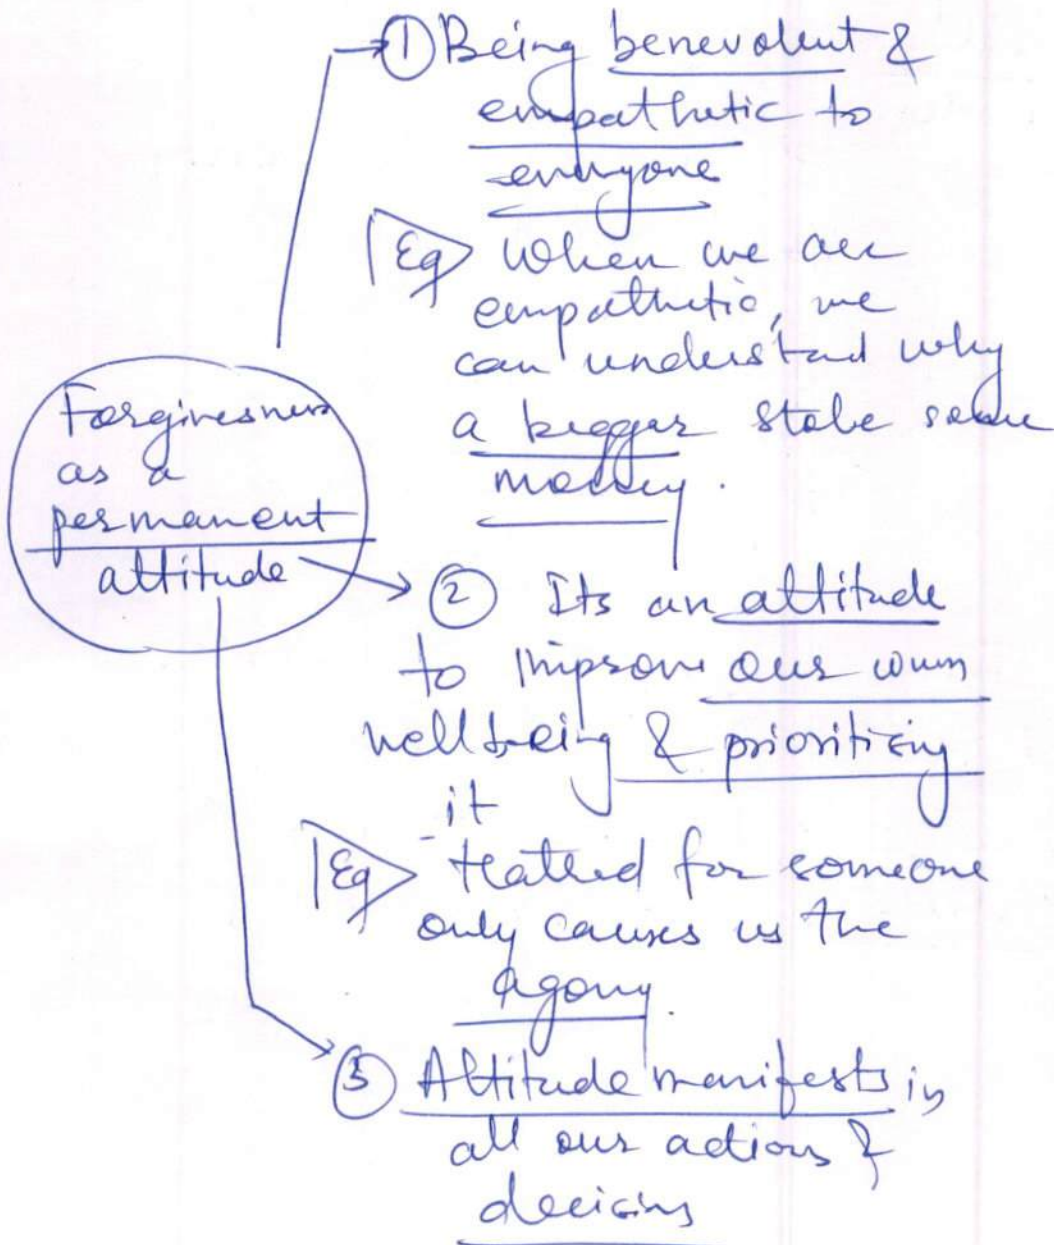 ① Being benevolent &
empathetic to
everyone
Eg When we are
empathetic, we
can understand why
a beggar stole some
money.
Forgiveness
as a
permanent
attitude
② Its an attitude
to improve our own
wellbeing & prioritising
it
Eg Hatred for someone
only causes us the
agony.
③ Attitude manifests in
all our actions &
decisions